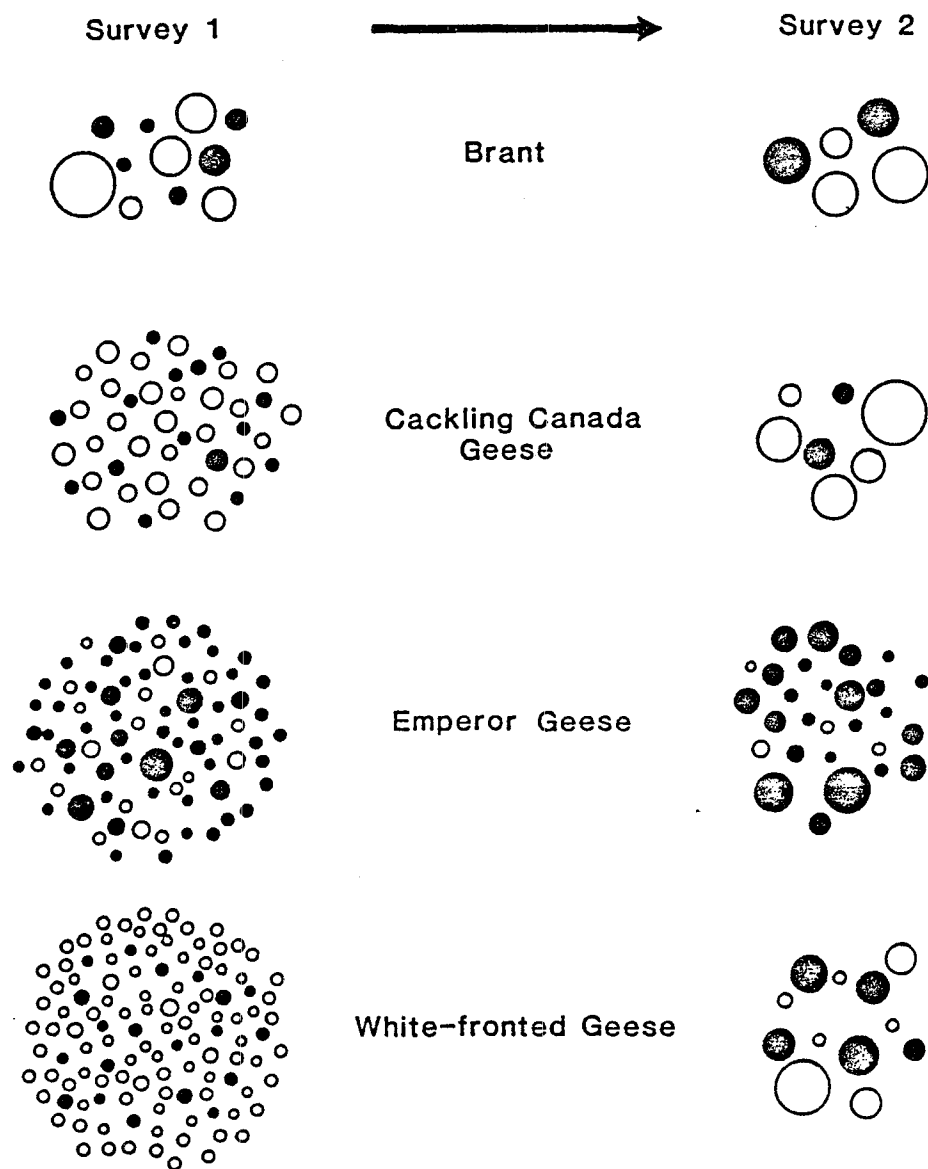 Survey 1
Survey 2
Brant
Cackling Canada
Geese
Emperor Geese
White-fronted Geese